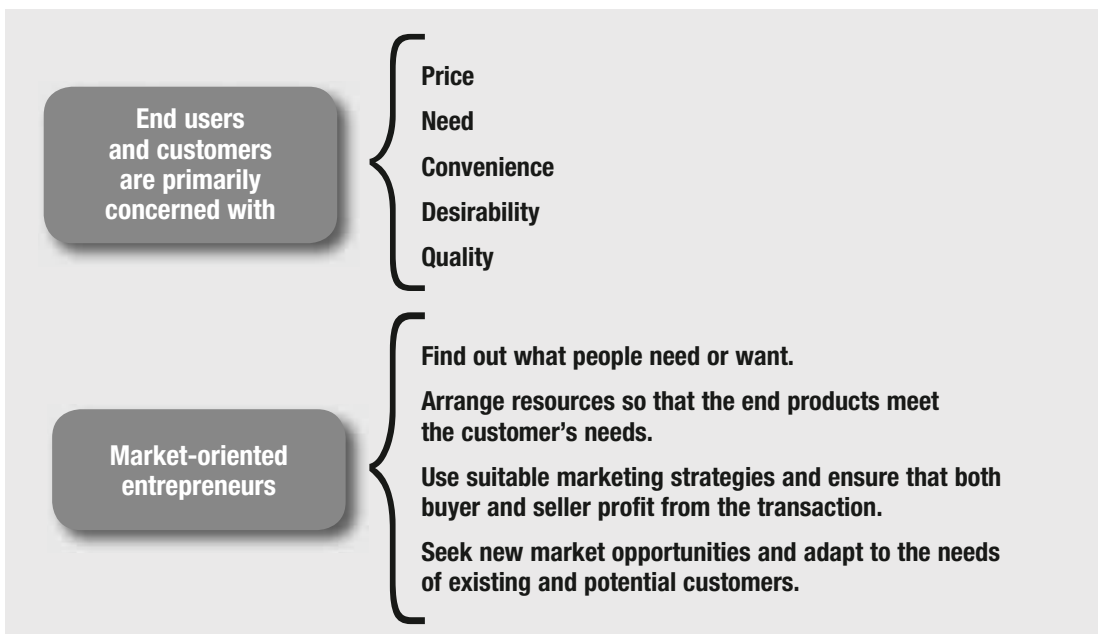 End users
and customers
are primarily
concerned with
Price
Need
Convenience
Desirability
Quality
Market-oriented
entrepreneurs
Find out what people need or want.
Arrange resources so that the end products meet
the customer's needs.
Use suitable marketing strategies and ensure that both
buyer and seller profit from the transaction.
Seek new market opportunities and adapt to the needs
of existing and potential customers.